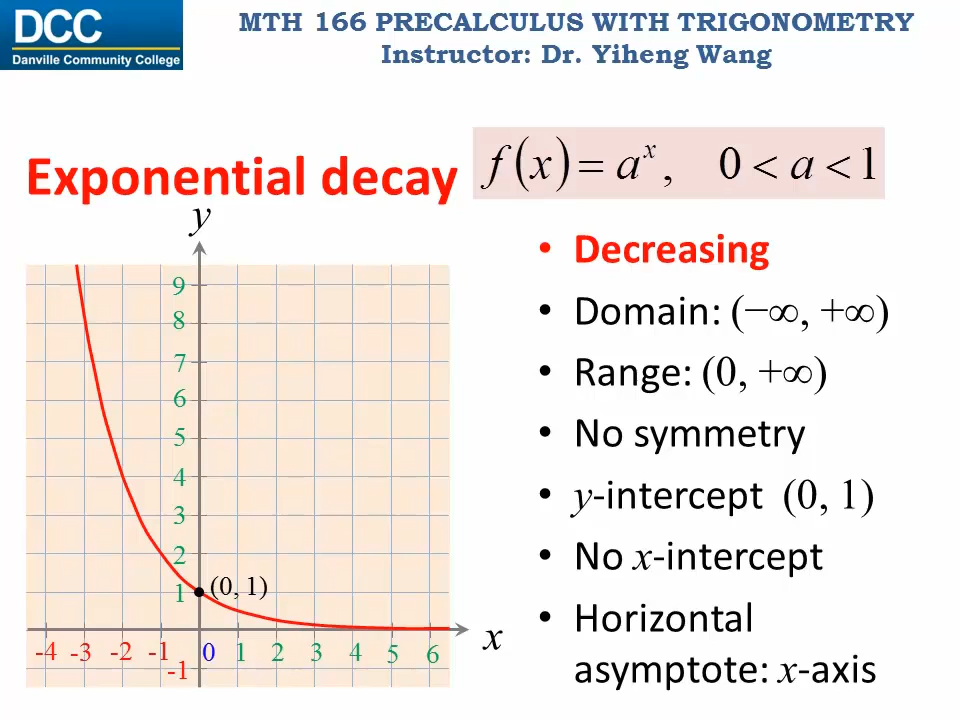 DCC
Danville Community College
MTH 166 PRECALCULUS WITH TRIGONOMETRY
Instructor: Dr. Yiheng Wang
Exponential decay
f(x) = aˣ, 0 < a < 1
y
9
8
7
6
5
4
3
2
1
(0, 1)
-4 -3 -2 -1 0 1 2 3 4 5 6
x
-1
• Decreasing
• Domain: (−∞, +∞)
• Range: (0, +∞)
• No symmetry
• y-intercept (0, 1)
• No x-intercept
• Horizontal
asymptote: x-axis